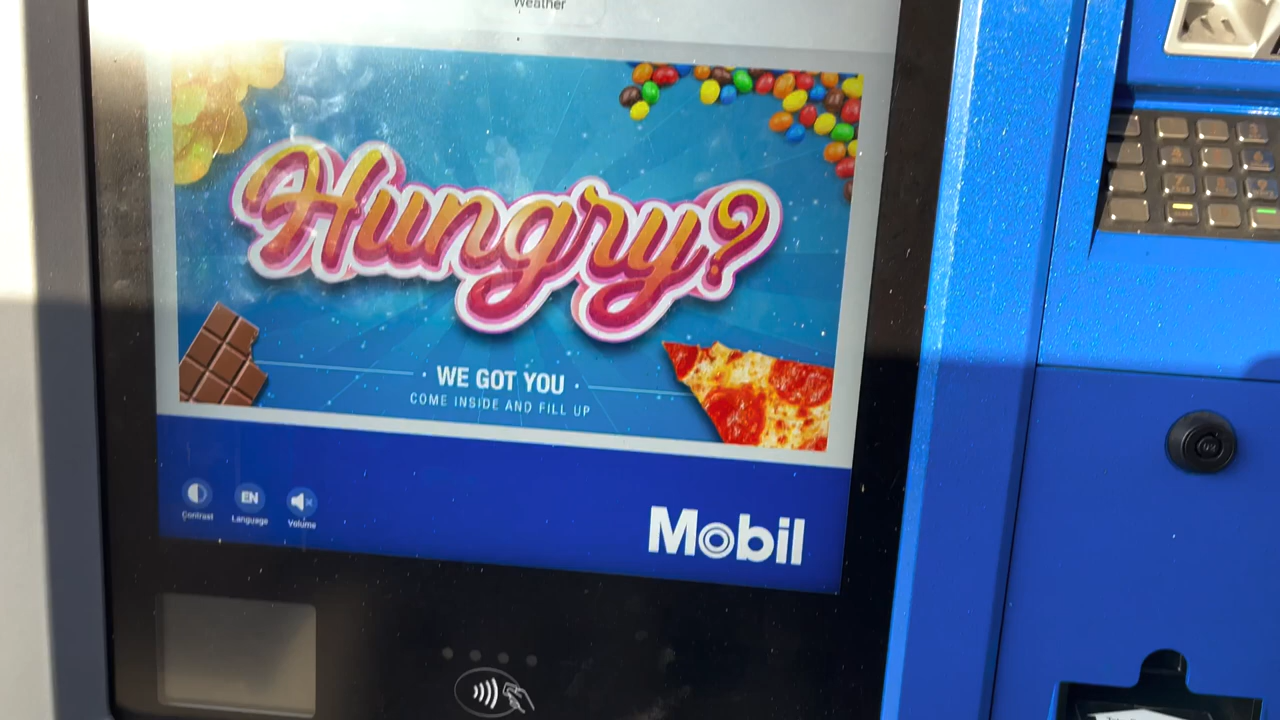 Weather
Hungry?
· WE GOT YOU ·
COME INSIDE AND FILL UP
EN
Contrast
Language
Volume
Mobil